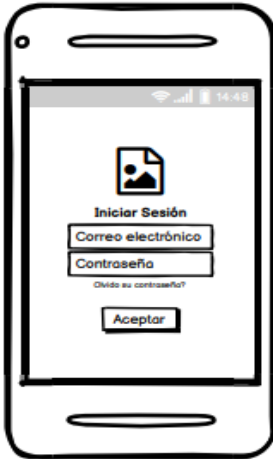 14:48
Iniciar Sesión
Correo electrónico
Contraseña
Olvido su contraseña?
Aceptar